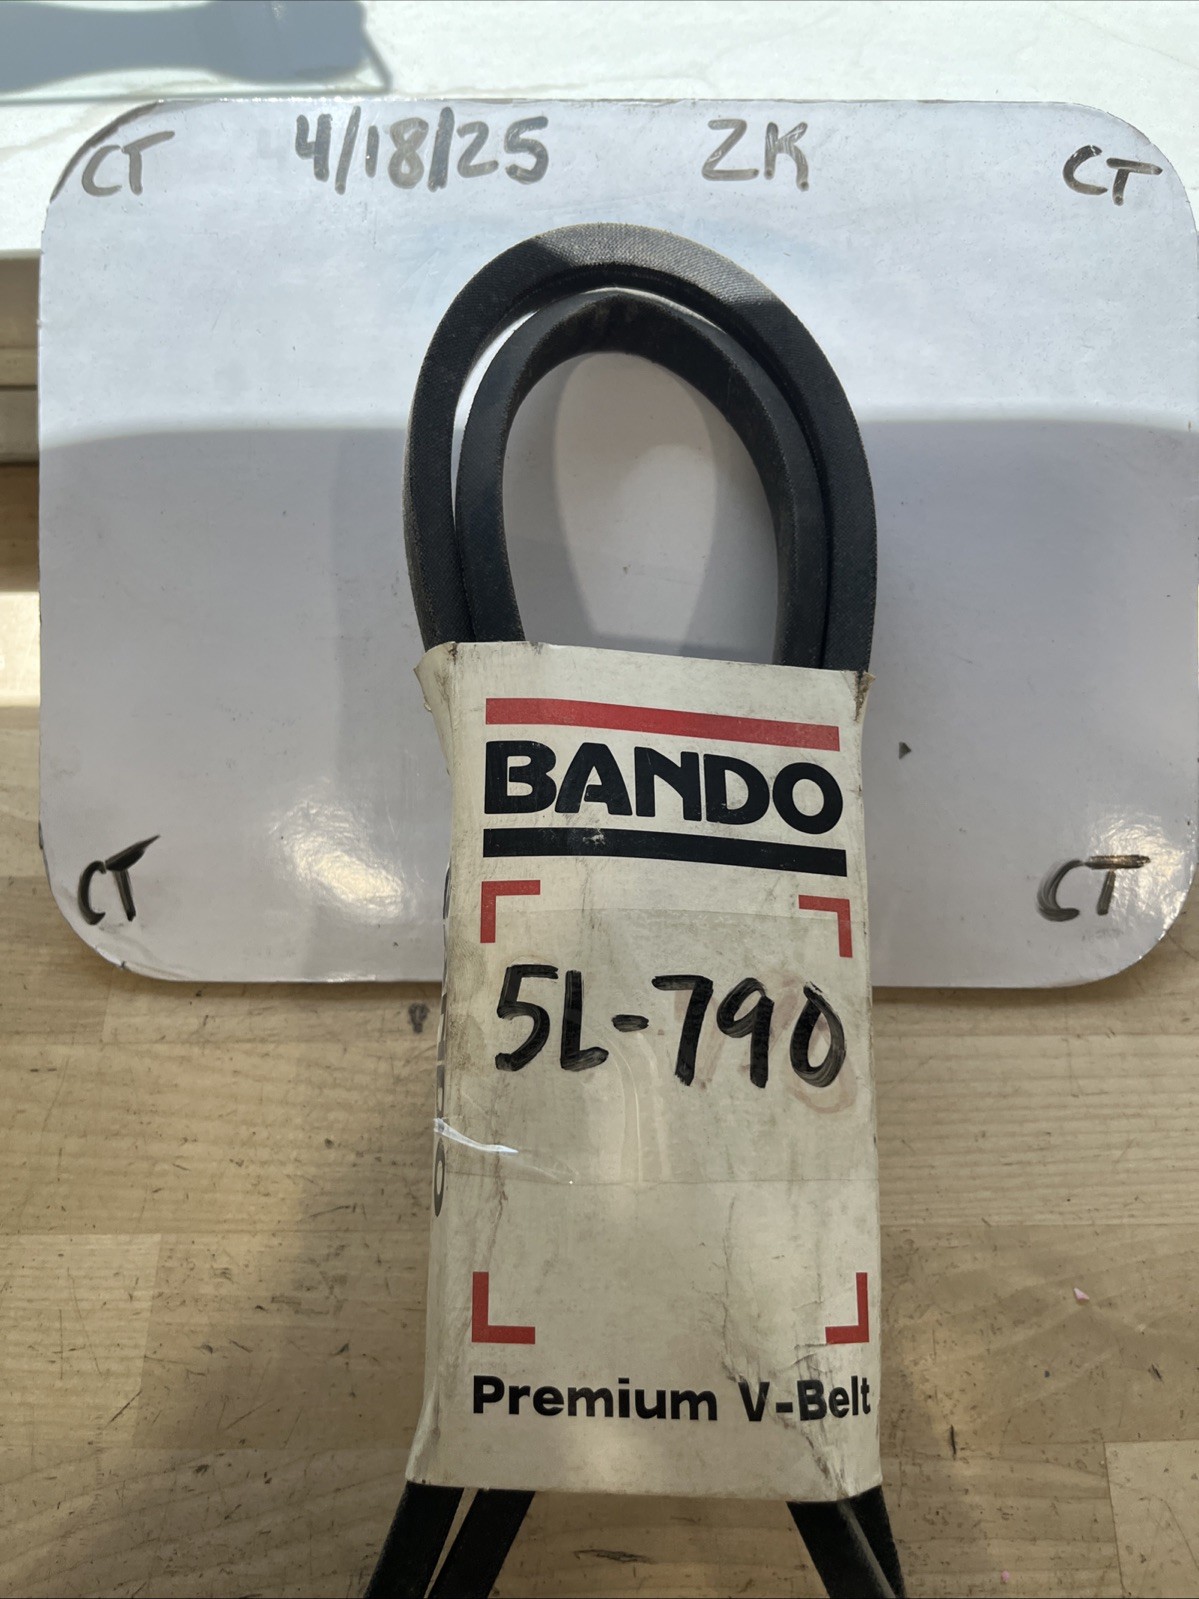 CT 4/18/25 ZK CT
BANDO
5L-790
CT CT
Premium V-Belt